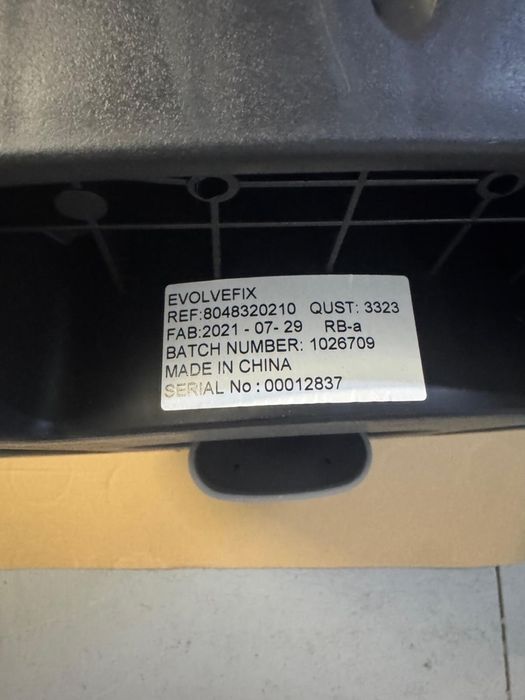 EVOLVEFIX
REF:8048320210 QUST: 3323
FAB:2021 - 07- 29 RB-a
BATCH NUMBER: 1026709
MADE IN CHINA
SERIAL No : 00012837